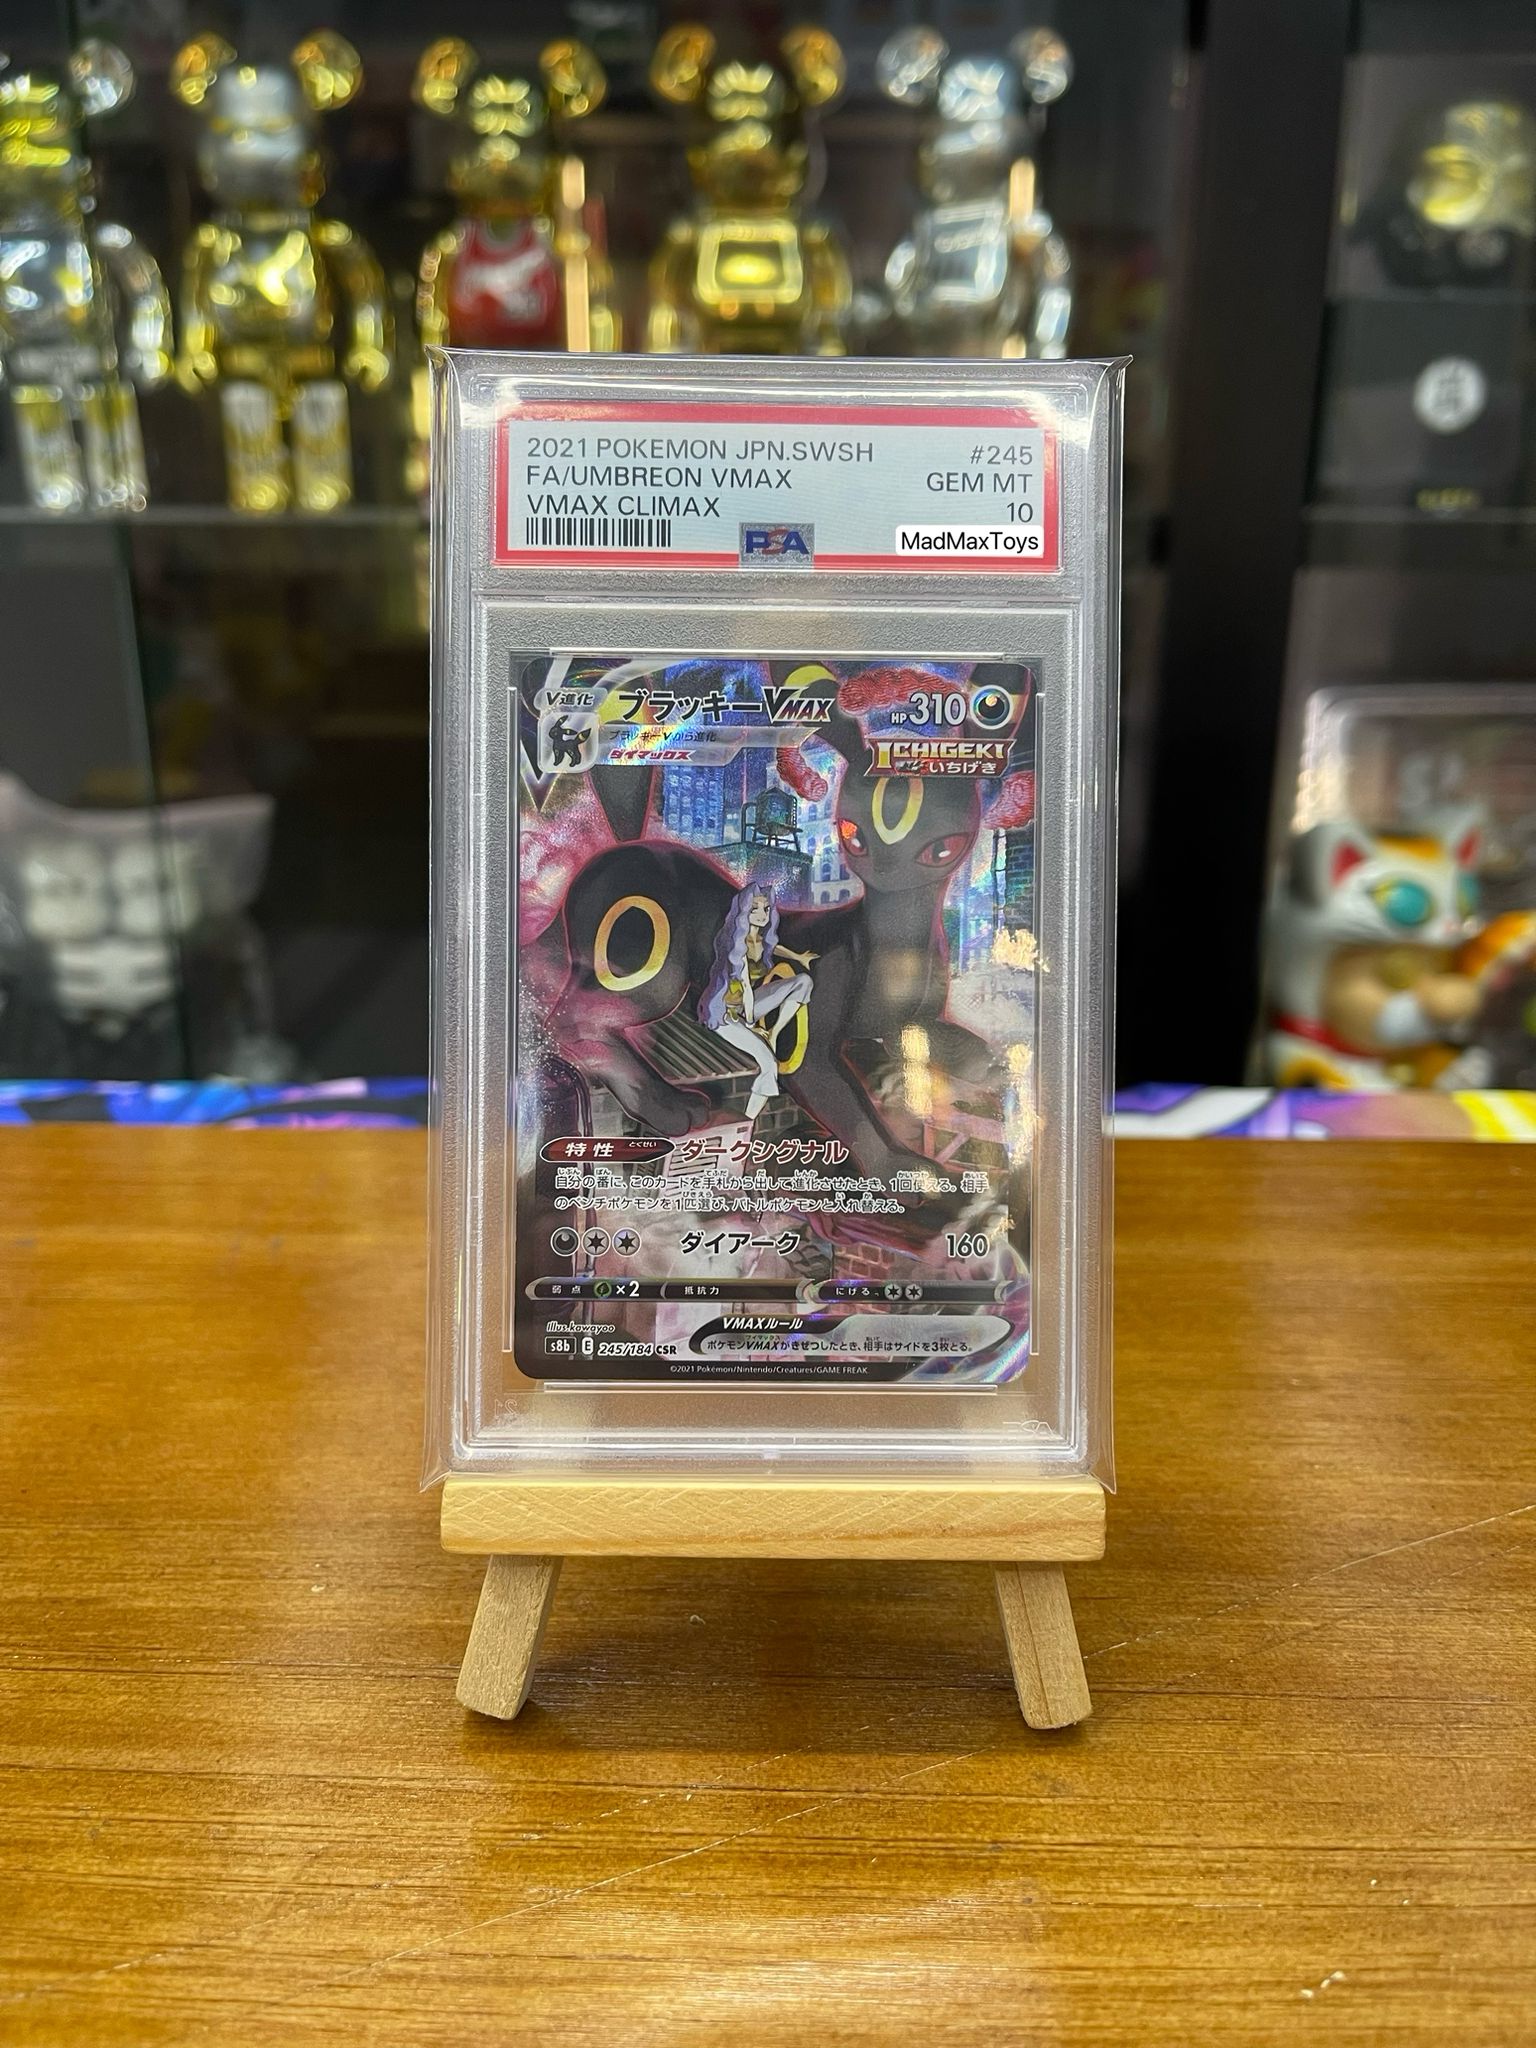 2021 POKEMON JPN.SWSH #245
FA/UMBREON VMAX GEM MT
VMAX CLIMAX 10
PSA
MadMaxToys
V進化 ブラッキーVMAX HP310
ブラッキーVから進化
ダイマックス
ICHIGEKI
いちげき
特性 とくせい ダークシグナル
自分の番に、このカードを手札から出して進化させたとき、1回使える。相手
のベンチポケモンを1匹選び、バトルポケモンと入れ替える。
ダイアーク 160
弱点 ×2 抵抗力 にげる
VMAXルール
Illus.kawayoo
ポケモンVMAXがきぜつしたとき、相手はサイドを3枚とる。
s8b E 245/184 CSR
©2021 Pokémon/Nintendo/Creatures/GAME FREAK